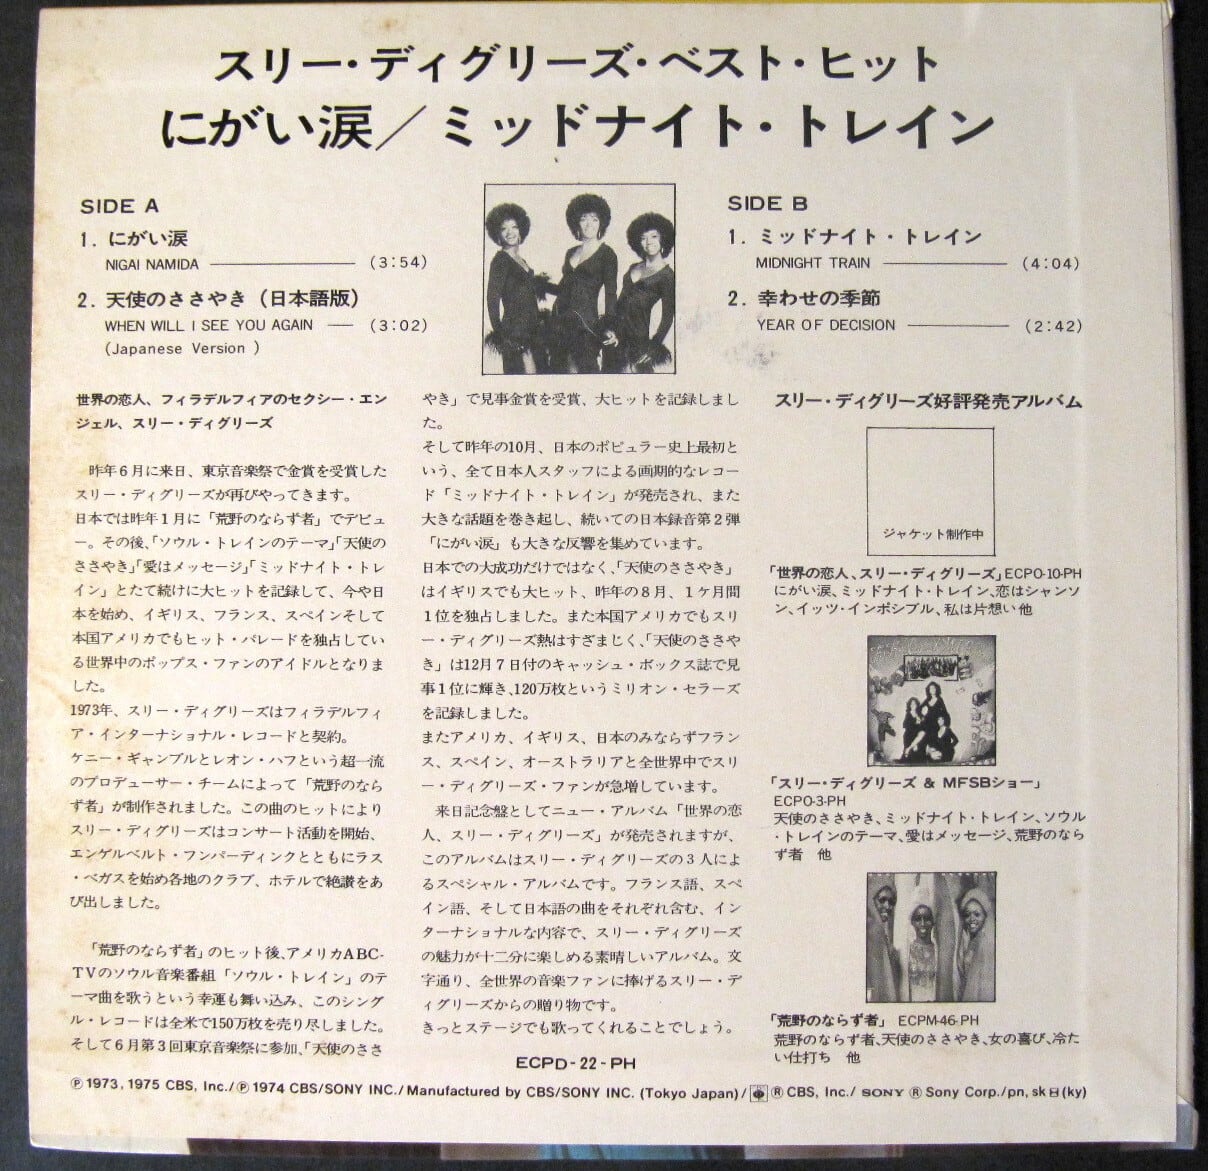 スリー・ディグリーズ・ベスト・ヒット
にがい涙／ミッドナイト・トレイン
SIDE A
1. にがい涙
NIGAI NAMIDA (3:54)
2. 天使のささやき（日本語版）
WHEN WILL I SEE YOU AGAIN (3:02)
(Japanese Version )
SIDE B
1. ミッドナイト・トレイン
MIDNIGHT TRAIN (4:04)
2. 幸わせの季節
YEAR OF DECISION (2:42)
世界の恋人、フィラデルフィアのセクシー・エン
ジェル、スリー・ディグリーズ
昨年6月に来日、東京音楽祭で金賞を受賞した
スリー・ディグリーズが再びやってきます。
日本では昨年1月に「荒野のならず者」でデビュ
ー。その後、「ソウル・トレインのテーマ」「天使の
ささやき」「愛はメッセージ」「ミッドナイト・トレ
イン」とたて続けに大ヒットを記録して、今や日
本を始め、イギリス、フランス、スペインそして
本国アメリカでもヒット・パレードを独占してい
る世界中のポップス・ファンのアイドルとなりま
した。
1973年、スリー・ディグリーズはフィラデルフィ
ア・インターナショナル・レコードと契約。
ケニー・ギャンブルとレオン・ハフという超一流
のプロデューサー・チームによって「荒野のなら
ず者」が制作されました。この曲のヒットにより
スリー・ディグリーズはコンサート活動を開始、
エンゲルベルト・フンパーディンクとともにラス
・ベガスを始め各地のクラブ、ホテルで絶讃をあ
び出しました。
「荒野のならず者」のヒット後、アメリカABC-
TVのソウル音楽番組「ソウル・トレイン」のテ
ーマ曲を歌うという幸運も舞い込み、このシング
ル・レコードは全米で150万枚を売り尽しました。
そして6月第3回東京音楽祭に参加、「天使のささ
やき」で見事金賞を受賞、大ヒットを記録しまし
た。
そして昨年の10月、日本のポピュラー史上最初と
いう、全て日本人スタッフによる画期的なレコー
ド「ミッドナイト・トレイン」が発売され、また
大きな話題を巻き起し、続いての日本録音第2弾
「にがい涙」も大きな反響を集めています。
日本での大成功だけではなく、「天使のささやき」
はイギリスでも大ヒット、昨年の8月、1ヶ月間
1位を独占しました。また本国アメリカでもスリ
ー・ディグリーズ熱はすざまじく、「天使のささや
き」は12月7日付のキャッシュ・ボックス誌で見
事1位に輝き、120万枚というミリオン・セラーズ
を記録しました。
またアメリカ、イギリス、日本のみならずフラン
ス、スペイン、オーストラリアと全世界中でスリ
ー・ディグリーズ・ファンが急増しています。
来日記念盤としてニュー・アルバム「世界の恋
人、スリー・ディグリーズ」が発売されますが、
このアルバムはスリー・ディグリーズの3人によ
るスペシャル・アルバムです。フランス語、スペ
イン語、そして日本語の曲をそれぞれ含む、イン
ターナショナルな内容で、スリー・ディグリーズ
の魅力が十二分に楽しめる素晴しいアルバム。文
字通り、全世界の音楽ファンに捧げるスリー・デ
ィグリーズからの贈り物です。
きっとステージでも歌ってくれることでしょう。
スリー・ディグリーズ好評発売アルバム
ジャケット制作中
「世界の恋人、スリー・ディグリーズ」ECPO-10-PH
にがい涙、ミッドナイト・トレイン、恋はシャンソ
ン、イッツ・インポシブル、私は片想い 他
「スリー・ディグリーズ & MFSBショー」
ECPO-3-PH
天使のささやき、ミッドナイト・トレイン、ソウル
・トレインのテーマ、愛はメッセージ、荒野のなら
ず者 他
「荒野のならず者」 ECPM-46-PH
荒野のならず者、天使のささやき、女の喜び、冷た
い仕打ち 他
ECPD-22-PH
Ⓟ1973, 1975 CBS, Inc./Ⓟ1974 CBS/SONY INC./Manufactured by CBS/SONY INC. (Tokyo Japan)/ ®CBS, Inc./ SONY ® Sony Corp./pn, sk 日(ky)